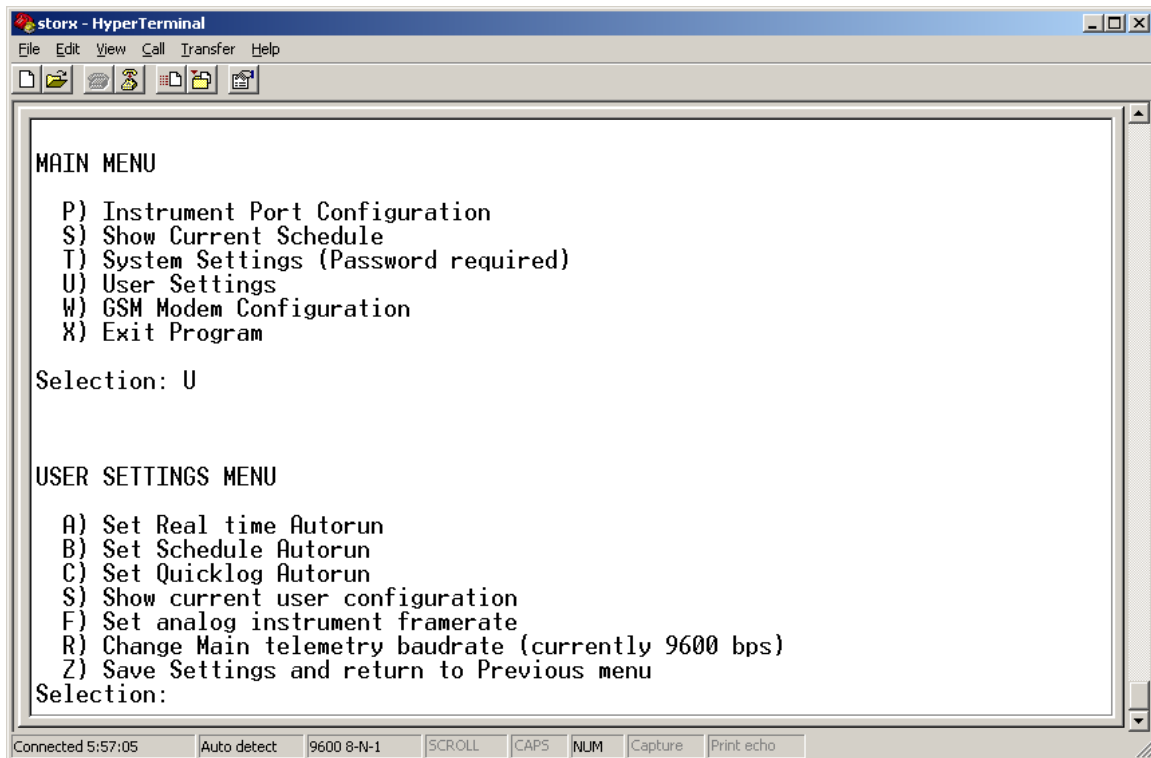 storx - HyperTerminal
File Edit View Call Transfer Help
MAIN MENU
P) Instrument Port Configuration
S) Show Current Schedule
T) System Settings (Password required)
U) User Settings
W) GSM Modem Configuration
X) Exit Program
Selection: U
USER SETTINGS MENU
A) Set Real time Autorun
B) Set Schedule Autorun
C) Set Quicklog Autorun
S) Show current user configuration
F) Set analog instrument framerate
R) Change Main telemetry baudrate (currently 9600 bps)
Z) Save Settings and return to Previous menu
Selection:
Connected 5:57:05 Auto detect 9600 8-N-1 SCROLL CAPS NUM Capture Print echo